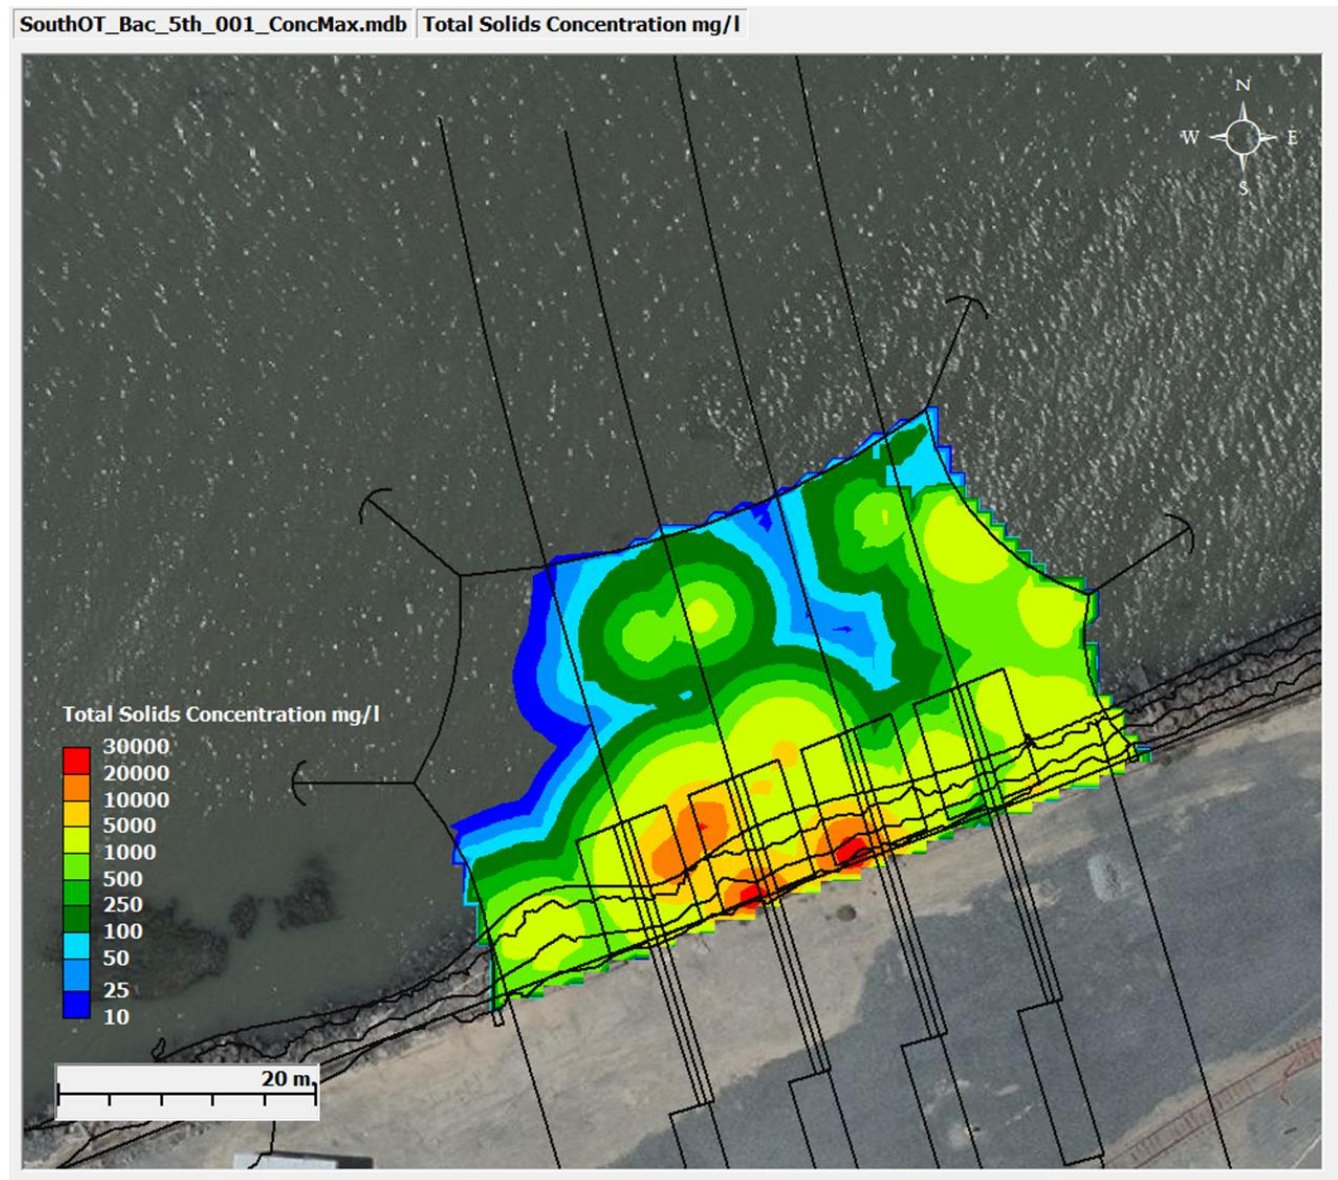 SouthOT_Bac_5th_001_ConcMax.mdb Total Solids Concentration mg/l
N
W E
S
Total Solids Concentration mg/l
30000
20000
10000
5000
1000
500
250
100
50
25
10
20 m.